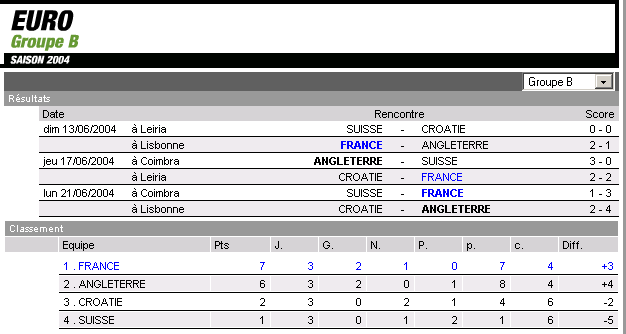 EURO
Groupe B
SAISON 2004
Groupe B
Résultats
Date Rencontre Score
dim 13/06/2004 à Leiria SUISSE - CROATIE 0 - 0
à Lisbonne FRANCE - ANGLETERRE 2 - 1
jeu 17/06/2004 à Coimbra ANGLETERRE - SUISSE 3 - 0
à Leiria CROATIE - FRANCE 2 - 2
lun 21/06/2004 à Coimbra SUISSE - FRANCE 1 - 3
à Lisbonne CROATIE - ANGLETERRE 2 - 4
Classement
Equipe Pts J. G. N. P. p. c. Diff.
1 . FRANCE 7 3 2 1 0 7 4 +3
2 . ANGLETERRE 6 3 2 0 1 8 4 +4
3 . CROATIE 2 3 0 2 1 4 6 -2
4 . SUISSE 1 3 0 1 2 1 6 -5